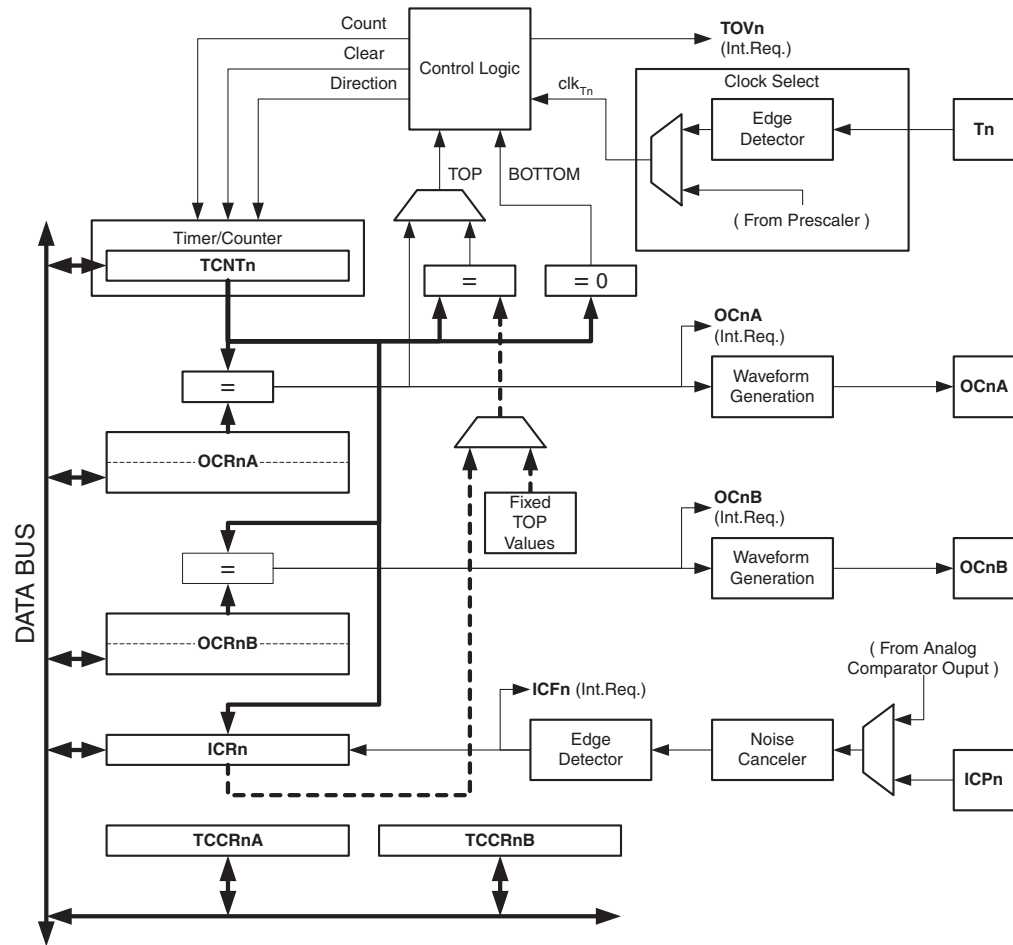 Count
Clear
Direction
Control Logic
TOVn
(Int.Req.)
clkTn
Clock Select
Edge
Detector
Tn
( From Prescaler )
TOP
BOTTOM
Timer/Counter
TCNTn
=
= 0
OCnA
(Int.Req.)
=
Waveform
Generation
OCnA
OCRnA
Fixed
TOP
Values
OCnB
(Int.Req.)
=
Waveform
Generation
OCnB
OCRnB
DATA BUS
( From Analog
Comparator Ouput )
ICFn (Int.Req.)
ICRn
Edge
Detector
Noise
Canceler
ICPn
TCCRnA
TCCRnB